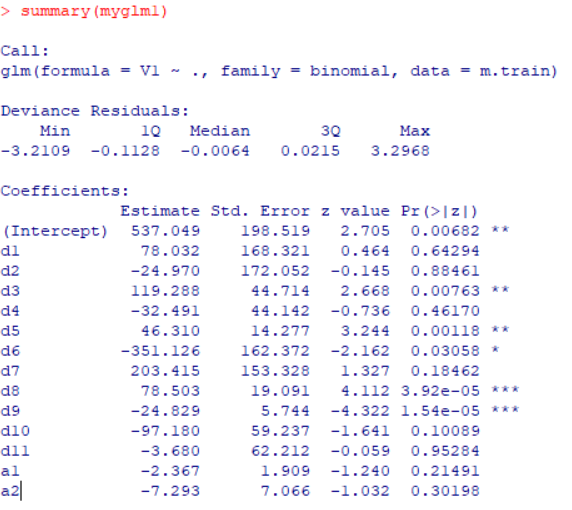 > summary(myglm1)
Call:
glm(formula = V1 ~ ., family = binomial, data = m.train)
Deviance Residuals:
Min 1Q Median 3Q Max
-3.2109 -0.1128 -0.0064 0.0215 3.2968
Coefficients:
Estimate Std. Error z value Pr(>|z|)
(Intercept) 537.049 198.519 2.705 0.00682 **
d1 78.032 168.321 0.464 0.64294
d2 -24.970 172.052 -0.145 0.88461
d3 119.288 44.714 2.668 0.00763 **
d4 -32.491 44.142 -0.736 0.46170
d5 46.310 14.277 3.244 0.00118 **
d6 -351.126 162.372 -2.162 0.03058 *
d7 203.415 153.328 1.327 0.18462
d8 78.503 19.091 4.112 3.92e-05 ***
d9 -24.829 5.744 -4.322 1.54e-05 ***
d10 -97.180 59.237 -1.641 0.10089
d11 -3.680 62.212 -0.059 0.95284
a1 -2.367 1.909 -1.240 0.21491
a2 -7.293 7.066 -1.032 0.30198